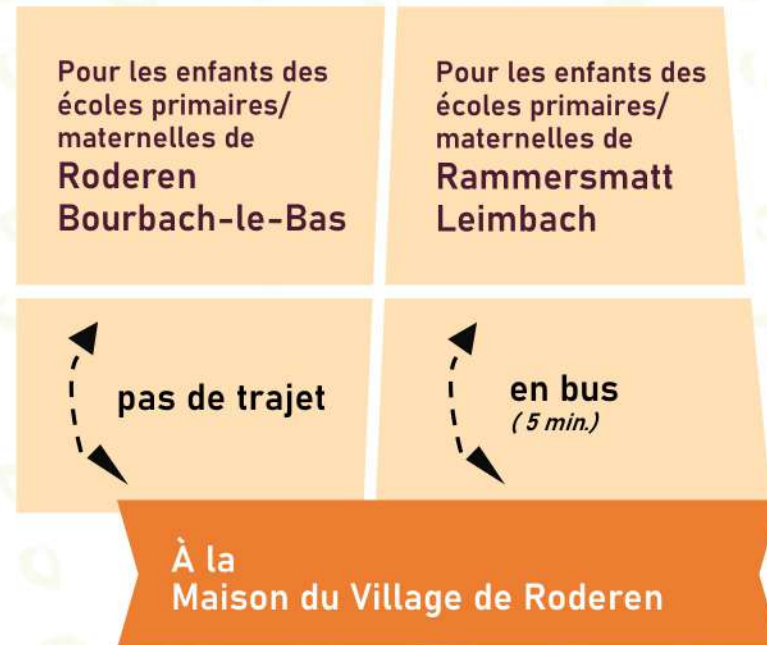 Pour les enfants des
écoles primaires/
maternelles de
Roderen
Bourbach-le-Bas
Pour les enfants des
écoles primaires/
maternelles de
Rammersmatt
Leimbach
pas de trajet
en bus
( 5 min.)
À la
Maison du Village de Roderen